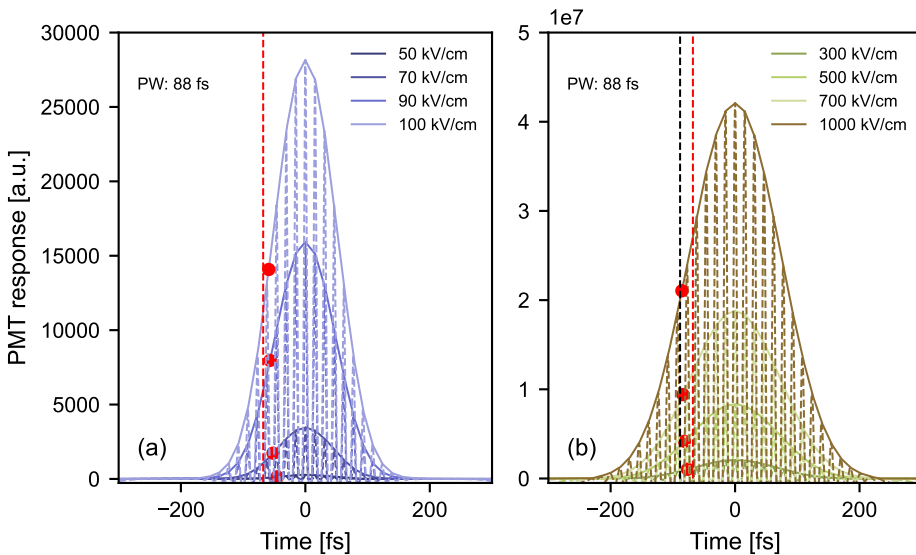 PMT response [a.u.]
30000
25000
20000
15000
10000
5000
0
PW: 88 fs
50 kV/cm
70 kV/cm
90 kV/cm
100 kV/cm
(a)
−200
0
200
Time [fs]
1e7
5
4
3
2
1
0
PW: 88 fs
300 kV/cm
500 kV/cm
700 kV/cm
1000 kV/cm
(b)
−200
0
200
Time [fs]